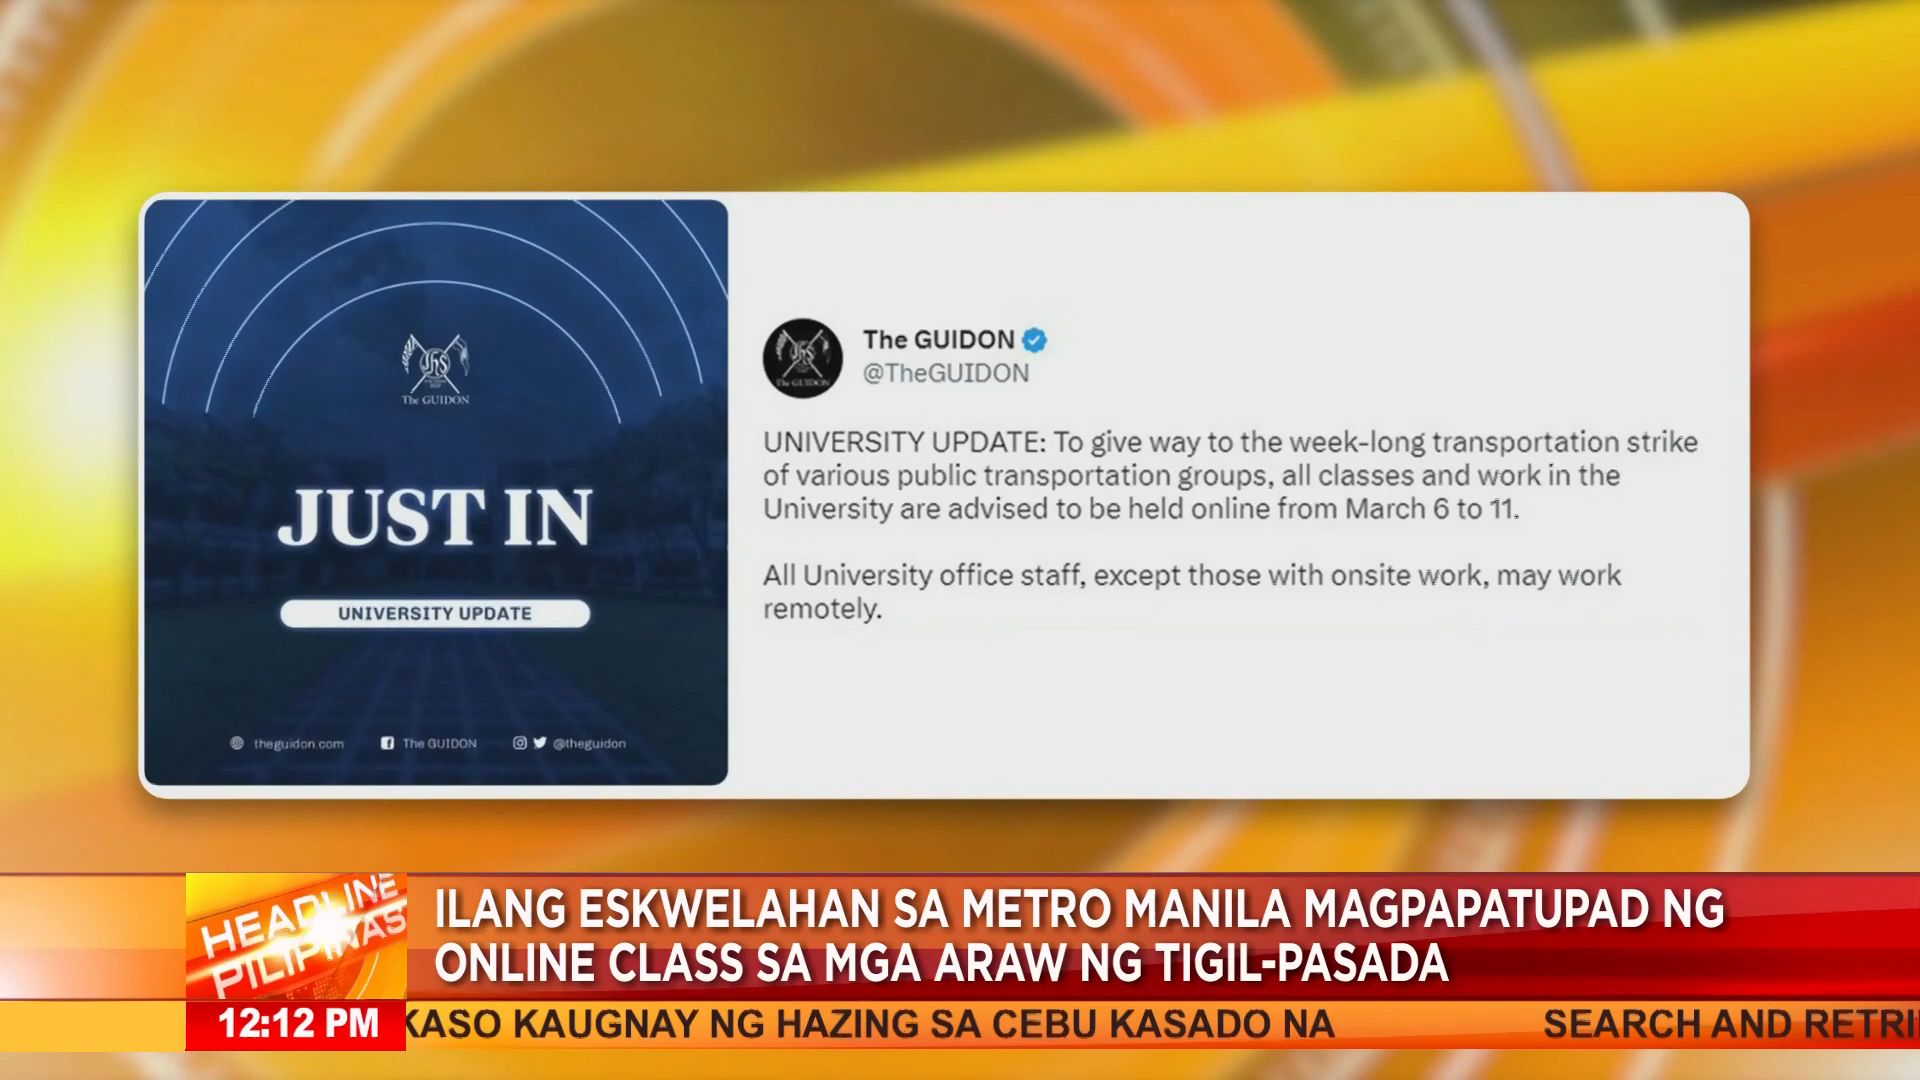 The GUIDON
JUST IN
UNIVERSITY UPDATE
theguidon.com The GUIDON @theguidon
The GUIDON
The GUIDON
@TheGUIDON
UNIVERSITY UPDATE: To give way to the week-long transportation strike
of various public transportation groups, all classes and work in the
University are advised to be held online from March 6 to 11.
All University office staff, except those with onsite work, may work
remotely.
HEADLINE
PILIPINAS
ILANG ESKWELAHAN SA METRO MANILA MAGPAPATUPAD NG
ONLINE CLASS SA MGA ARAW NG TIGIL-PASADA
12:12 PM
KASO KAUGNAY NG HAZING SA CEBU KASADO NA SEARCH AND RETRI